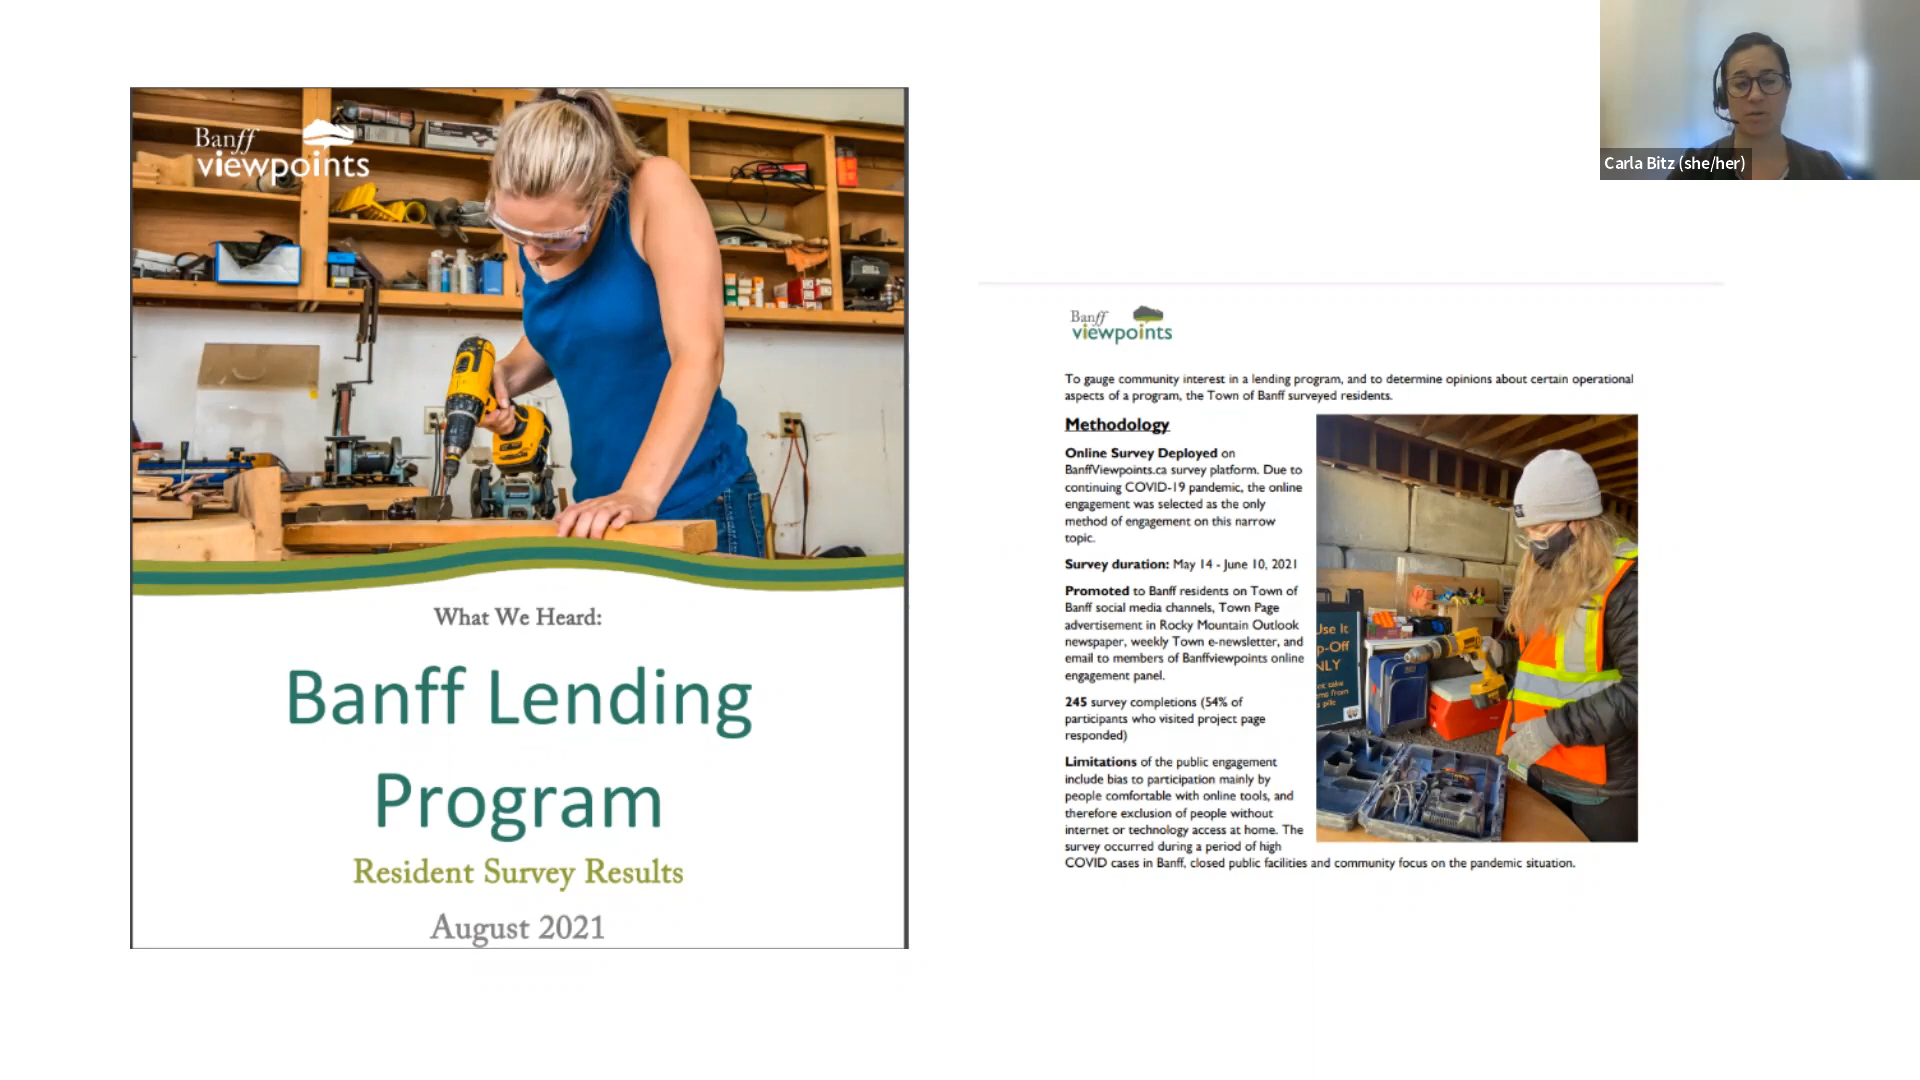 Banff
viewpoints
What We Heard:
Banff Lending
Program
Resident Survey Results
August 2021
Carla Bitz (she/her)
Banff
viewpoints
To gauge community interest in a lending program, and to determine opinions about certain operational
aspects of a program, the Town of Banff surveyed residents.
Methodology
Online Survey Deployed on
BanffViewpoints.ca survey platform. Due to
continuing COVID-19 pandemic, the online
engagement was selected as the only
method of engagement on this narrow
topic.
Survey duration: May 14 - June 10, 2021
Promoted to Banff residents on Town of
Banff social media channels, Town Page
advertisement in Rocky Mountain Outlook
newspaper, weekly Town e-newsletter, and
email to members of Banffviewpoints online
engagement panel.
245 survey completions (54% of
participants who visited project page
responded)
Limitations of the public engagement
include bias to participation mainly by
people comfortable with online tools, and
therefore exclusion of people without
internet or technology access at home. The
survey occurred during a period of high
COVID cases in Banff, closed public facilities and community focus on the pandemic situation.
Use It
p-Off
NLY
take
from
pile